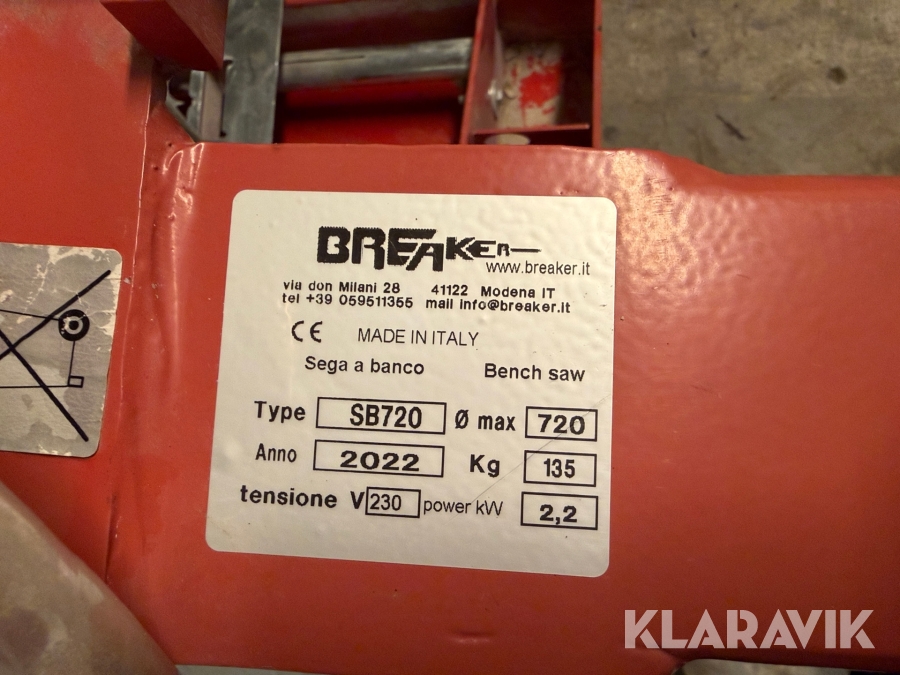 BREAKER
www.breaker.it
via don Milani 28 41122 Modena IT
tel +39 059511355 mail info@breaker.it
CE MADE IN ITALY
Sega a banco Bench saw
Type SB720 Ø max 720
Anno 2022 Kg 135
tensione V 230 power kW 2,2
KLARAVIK